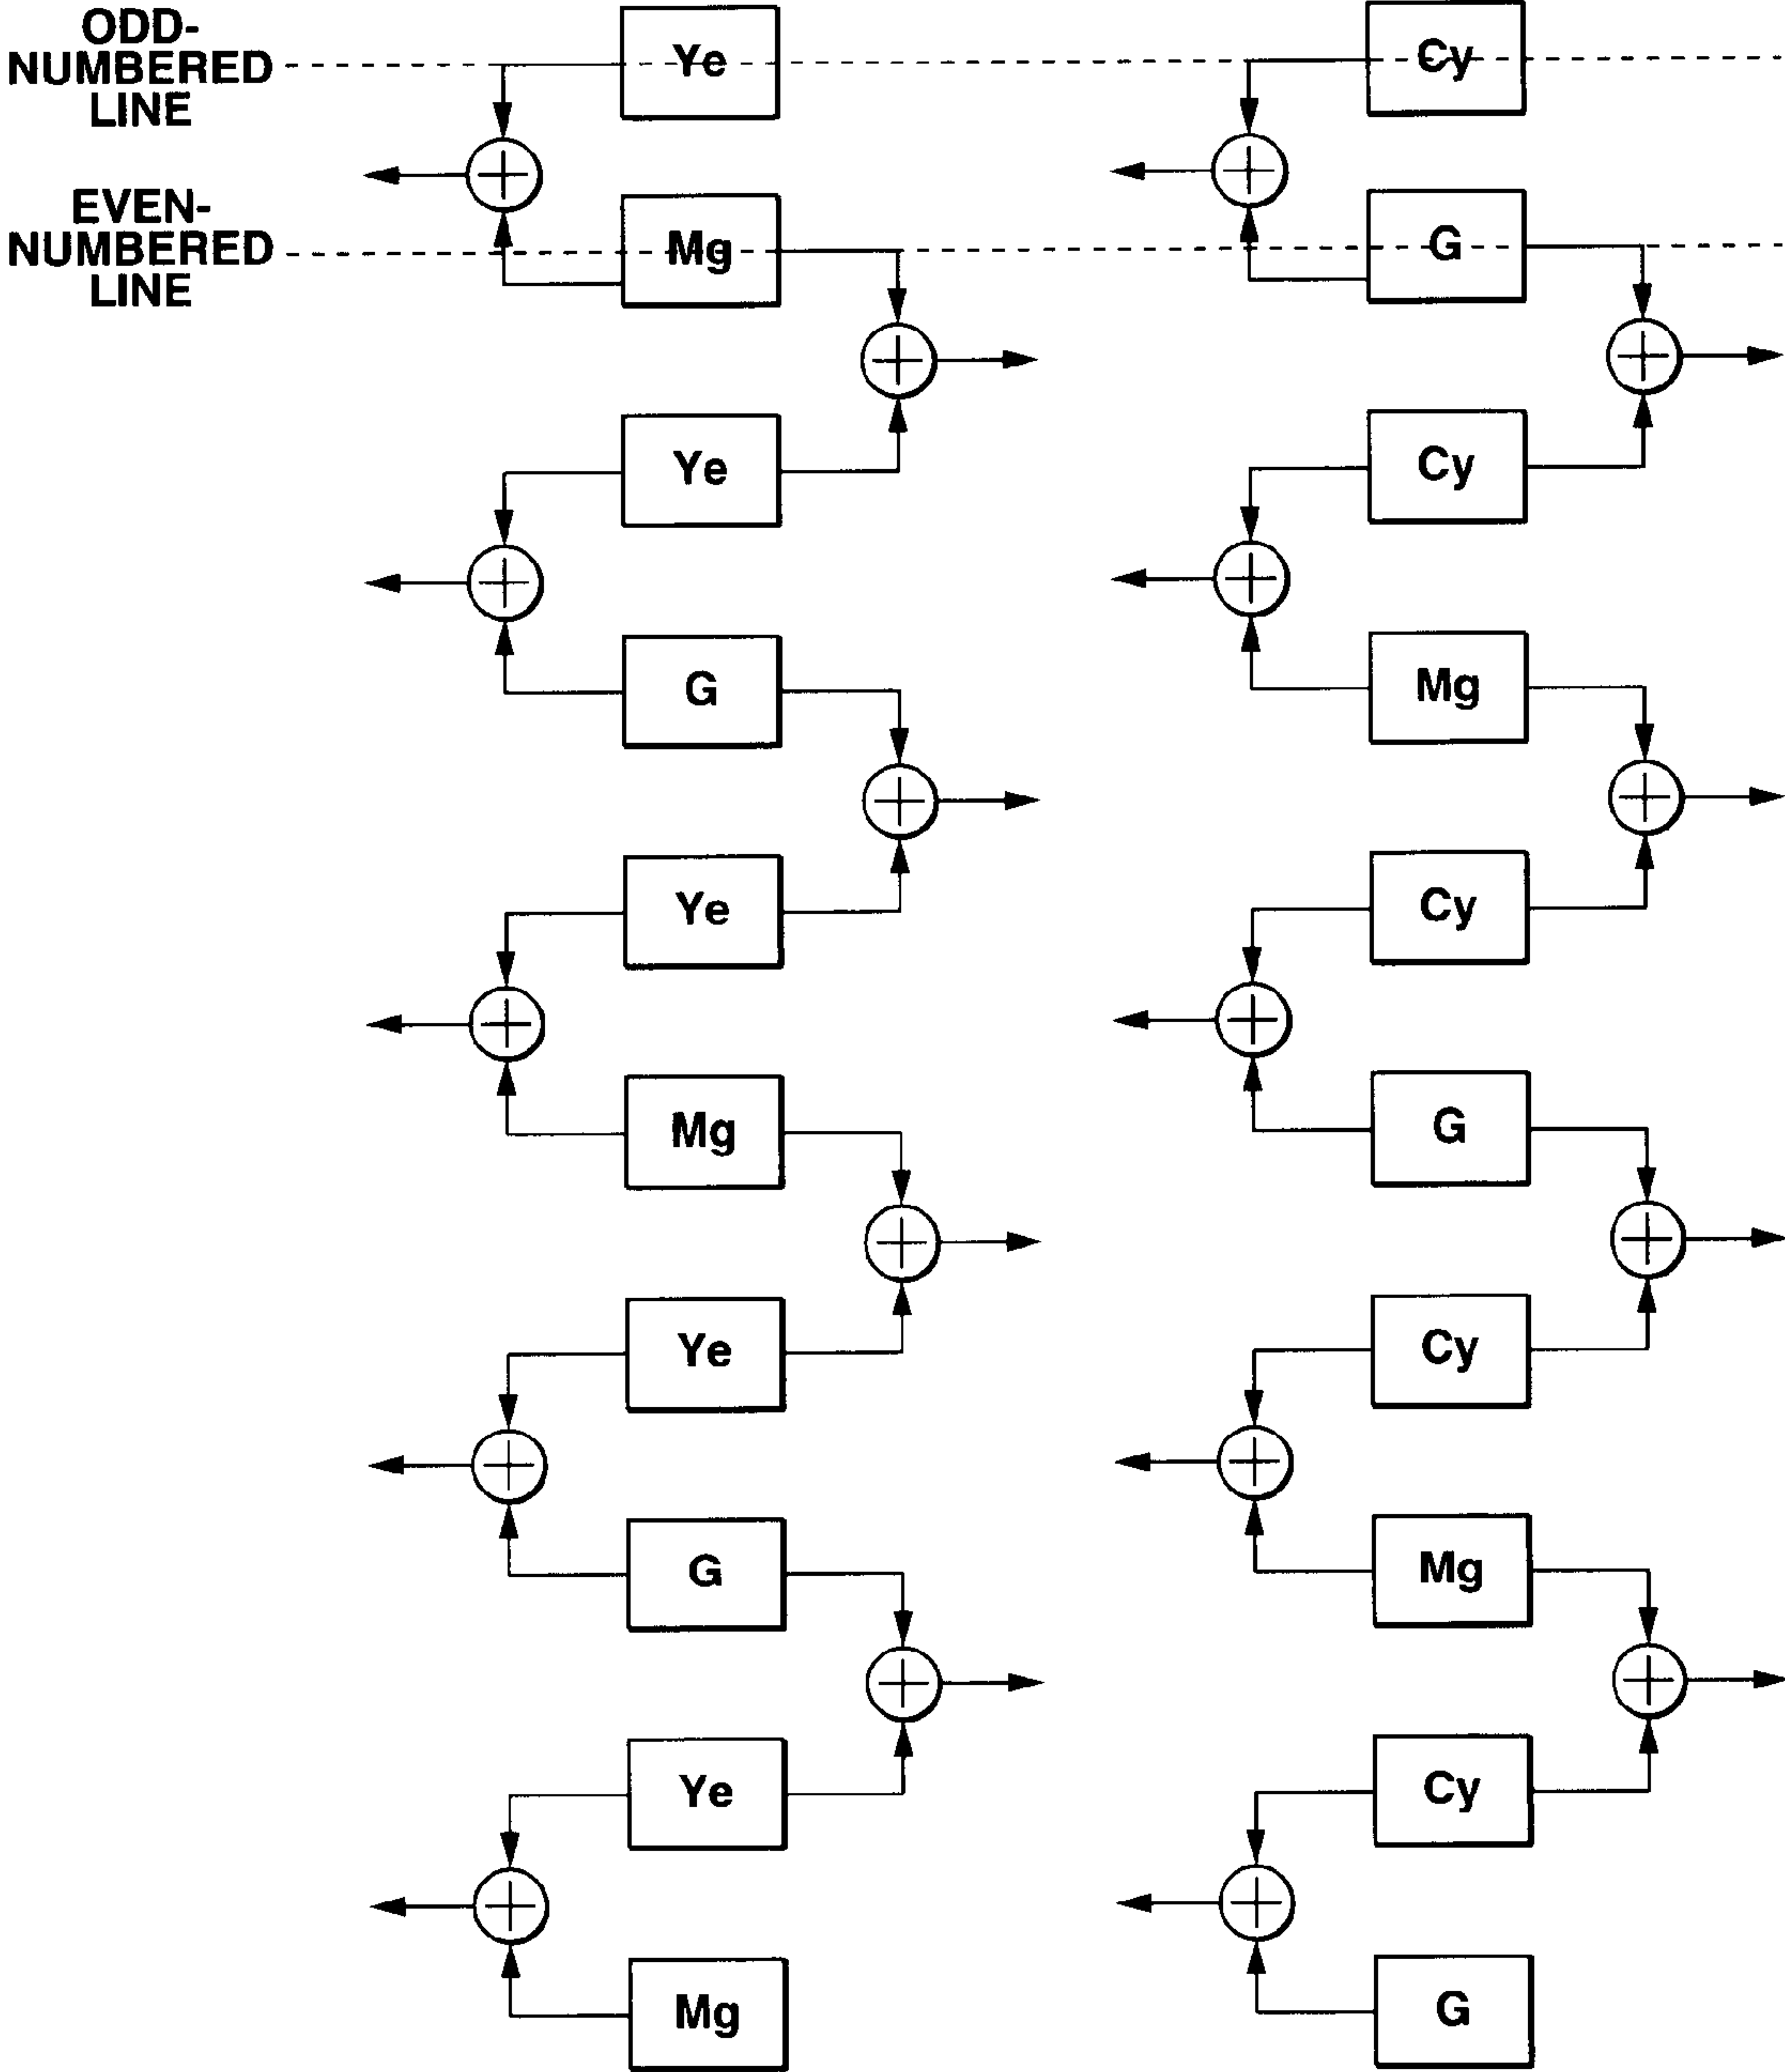 ODD-
NUMBERED
LINE
Ye
Cy
EVEN-
NUMBERED
LINE
Mg
G
Ye
Cy
G
Mg
Ye
Cy
Mg
G
Ye
Cy
G
Mg
Ye
Cy
Mg
G